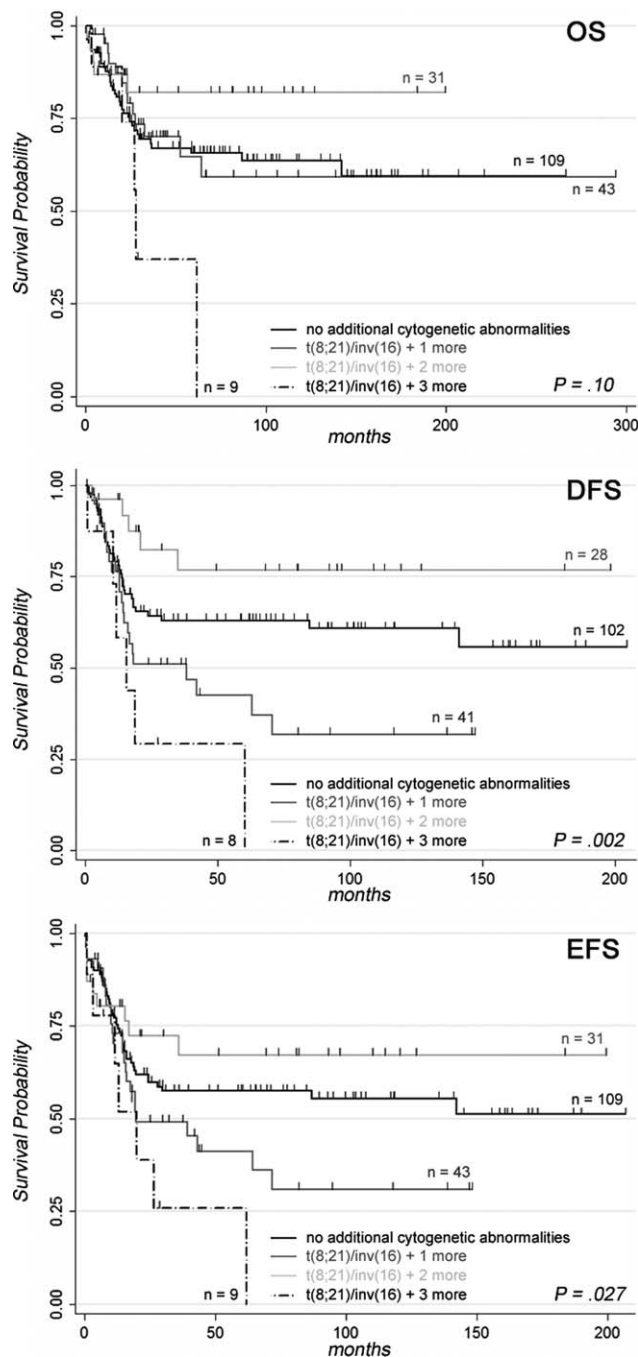 OS
1.00
0.75
0.50
0.25
0.00
Survival Probability
n = 31
n = 109
n = 43
n = 9
no additional cytogenetic abnormalities
t(8;21)/inv(16) + 1 more
t(8;21)/inv(16) + 2 more
t(8;21)/inv(16) + 3 more
P = .10
0
100
200
300
months
DFS
1.00
0.75
0.50
0.25
0.00
Survival Probability
n = 28
n = 102
n = 41
n = 8
no additional cytogenetic abnormalities
t(8;21)/inv(16) + 1 more
t(8;21)/inv(16) + 2 more
t(8;21)/inv(16) + 3 more
P = .002
0
50
100
150
200
months
EFS
1.00
0.75
0.50
0.25
0.00
Survival Probability
n = 31
n = 109
n = 43
n = 9
no additional cytogenetic abnormalities
t(8;21)/inv(16) + 1 more
t(8;21)/inv(16) + 2 more
t(8;21)/inv(16) + 3 more
P = .027
0
50
100
150
200
months